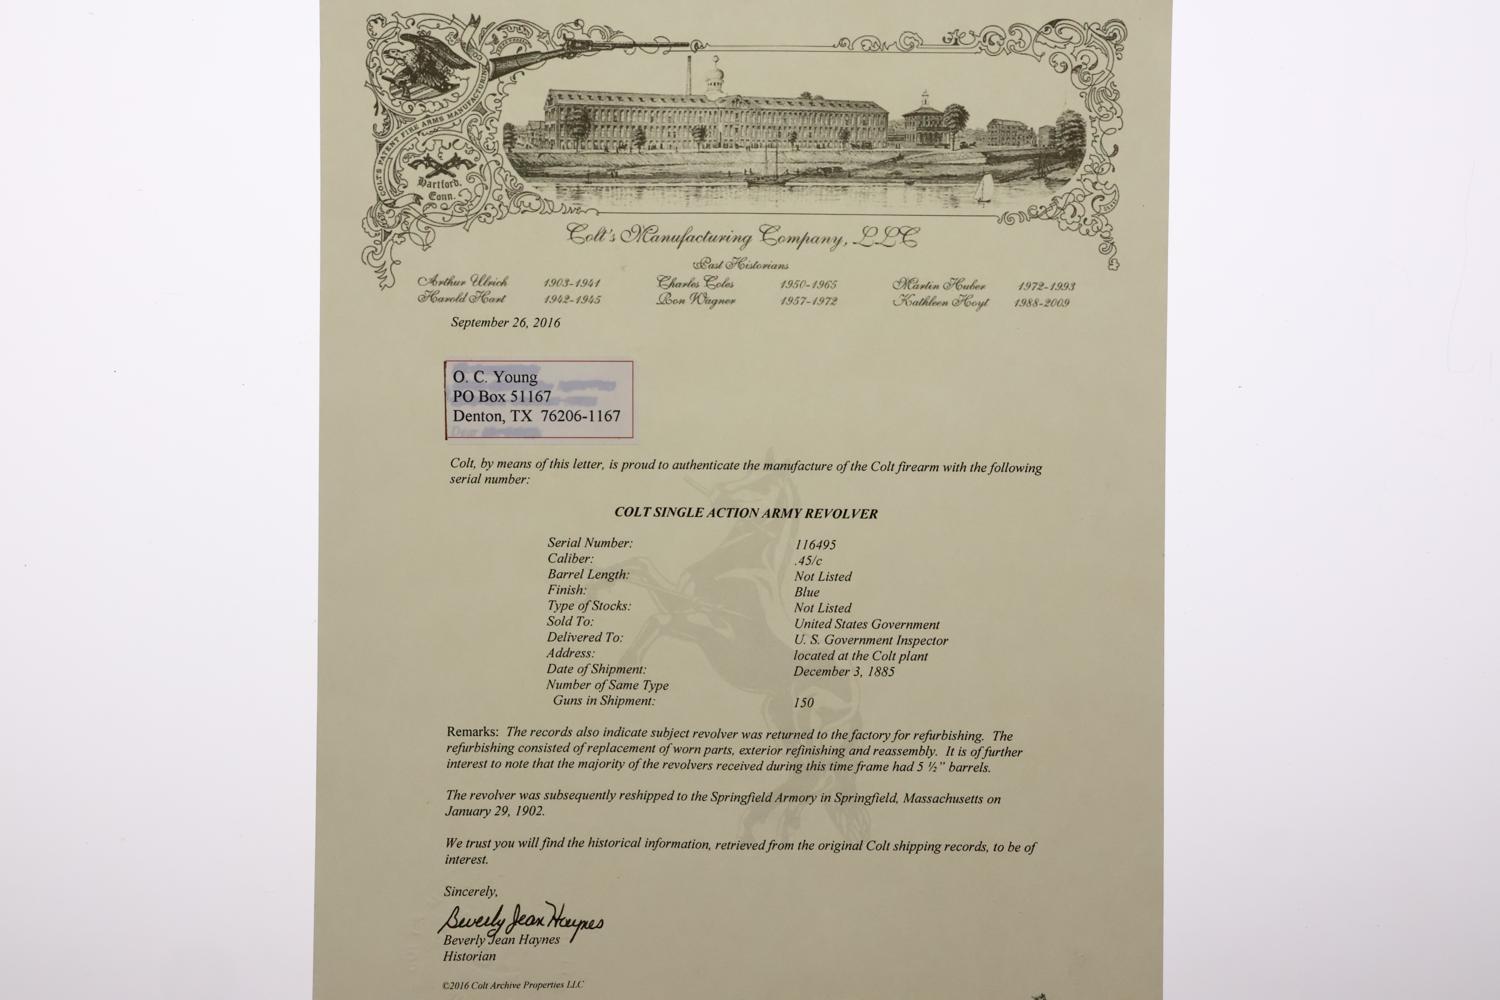 COLT'S PATENT FIRE ARMS MANUFACTURING CO.
Hartford,
Conn.
Colt's Manufacturing Company, LLC
Past Historians
Arthur Ulrich 1903-1941 Charles Coles 1950-1965 Martin Huber 1972-1993
Harold Hart 1942-1945 Ron Wagner 1957-1972 Kathleen Hoyt 1988-2009
September 26, 2016
O. C. Young
PO Box 51167
Denton, TX 76206-1167
Colt, by means of this letter, is proud to authenticate the manufacture of the Colt firearm with the following
serial number:
COLT SINGLE ACTION ARMY REVOLVER
Serial Number: 116495
Caliber: .45/c
Barrel Length: Not Listed
Finish: Blue
Type of Stocks: Not Listed
Sold To: United States Government
Delivered To: U. S. Government Inspector
Address: located at the Colt plant
Date of Shipment: December 3, 1885
Number of Same Type
Guns in Shipment: 150
Remarks: The records also indicate subject revolver was returned to the factory for refurbishing. The
refurbishing consisted of replacement of worn parts, exterior refinishing and reassembly. It is of further
interest to note that the majority of the revolvers received during this time frame had 5 ½" barrels.
The revolver was subsequently reshipped to the Springfield Armory in Springfield, Massachusetts on
January 29, 1902.
We trust you will find the historical information, retrieved from the original Colt shipping records, to be of
interest.
Sincerely,
Beverly Jean Haynes
Beverly Jean Haynes
Historian
©2016 Colt Archive Properties LLC